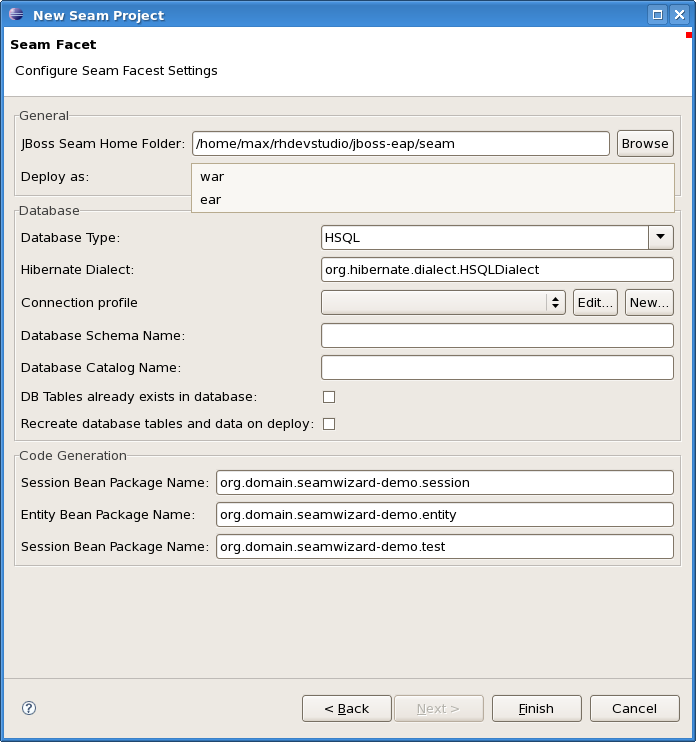 New Seam Project
Seam Facet
Configure Seam Facest Settings
General
JBoss Seam Home Folder: /home/max/rhdevstudio/jboss-eap/seam Browse
Deploy as: war
ear
Database
Database Type: HSQL
Hibernate Dialect: org.hibernate.dialect.HSQLDialect
Connection profile Edit... New...
Database Schema Name:
Database Catalog Name:
DB Tables already exists in database:
Recreate database tables and data on deploy:
Code Generation
Session Bean Package Name: org.domain.seamwizard-demo.session
Entity Bean Package Name: org.domain.seamwizard-demo.entity
Session Bean Package Name: org.domain.seamwizard-demo.test
? < Back Next > Finish Cancel